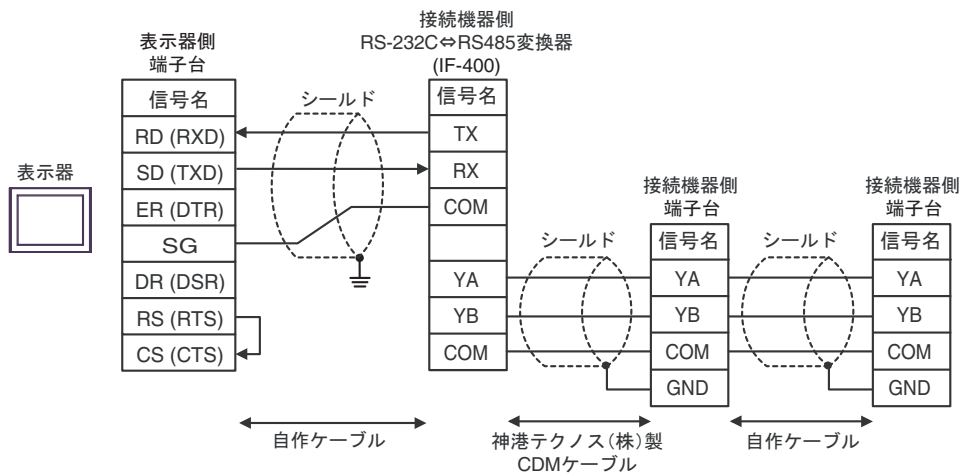 表示器
表示器側
端子台
信号名
RD (RXD)
SD (TXD)
ER (DTR)
SG
DR (DSR)
RS (RTS)
CS (CTS)
シールド
接続機器側
RS-232C⇔RS485変換器
(IF-400)
信号名
TX
RX
COM
YA
YB
COM
シールド
接続機器側
端子台
信号名
YA
YB
COM
GND
シールド
接続機器側
端子台
信号名
YA
YB
COM
GND
自作ケーブル
神港テクノス(株)製
CDMケーブル
自作ケーブル